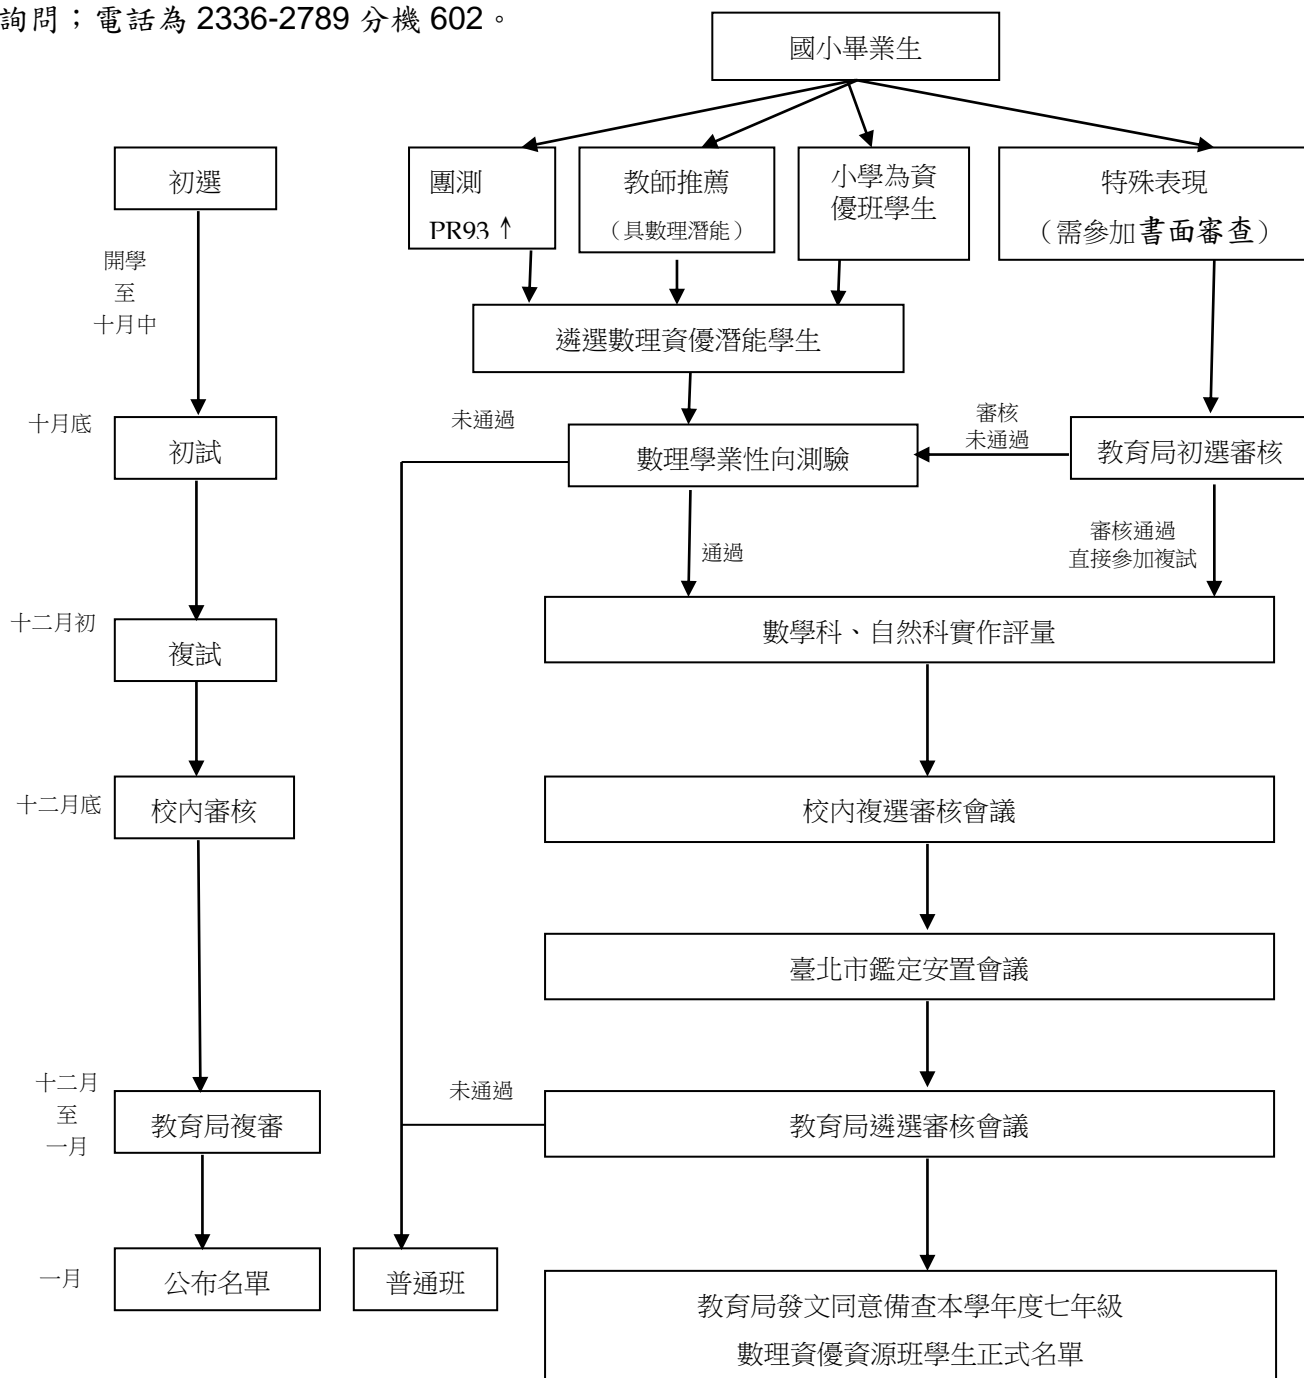 詢問；電話為 2336-2789 分機 602。
國小畢業生
初選
團測
PR93 ↑
教師推薦
（具數理潛能）
小學為資
優班學生
特殊表現
（需參加書面審查）
開學
至
十月中
遴選數理資優潛能學生
十月底
初試
未通過
數理學業性向測驗
審核
未通過
教育局初選審核
通過
審核通過
直接參加複試
十二月初
複試
數學科、自然科實作評量
十二月底
校內審核
校內複選審核會議
臺北市鑑定安置會議
十二月
至
一月
教育局複審
未通過
教育局遴選審核會議
一月
公布名單
普通班
教育局發文同意備查本學年度七年級
數理資優資源班學生正式名單